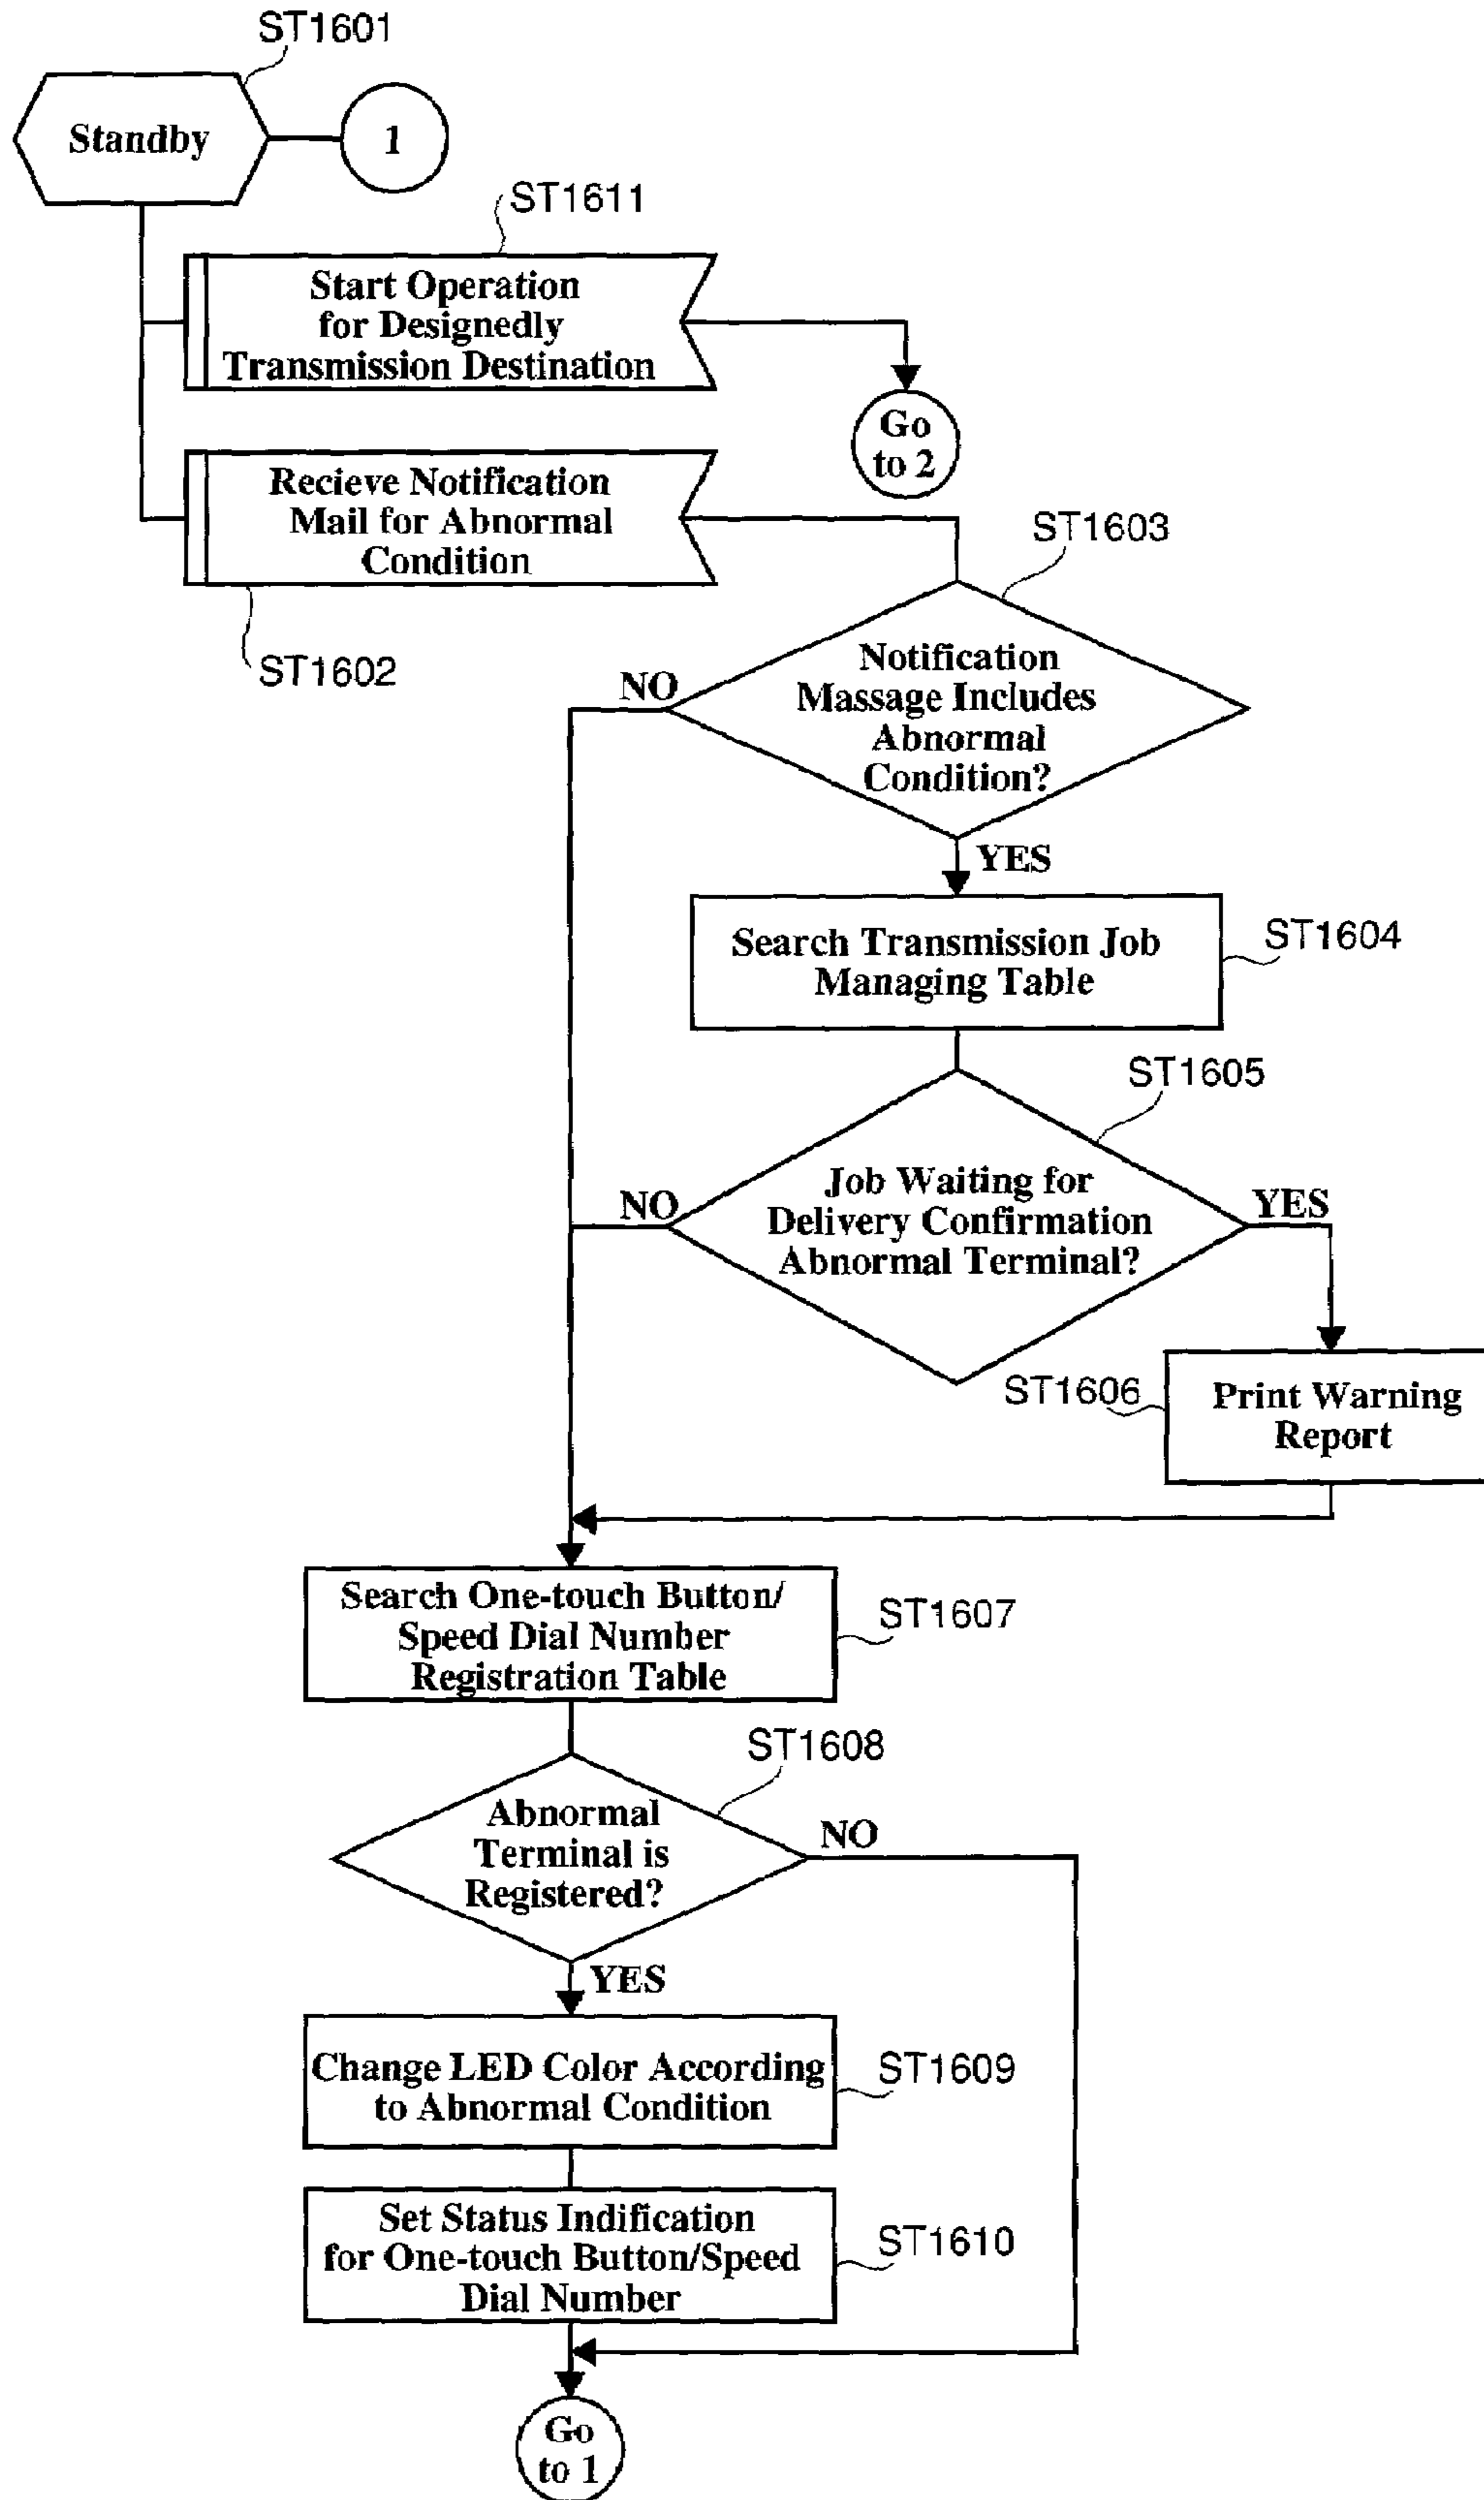 ST1601
Standby
1
ST1611
Start Operation
for Designedly
Transmission Destination
Go
to 2
Recieve Notification
Mail for Abnormal
Condition
ST1602
ST1603
Notification
Massage Includes
Abnormal
Condition?
NO
YES
Search Transmission Job
Managing Table
ST1604
ST1605
Job Waiting for
Delivery Confirmation
Abnormal Terminal?
NO
YES
ST1606
Print Warning
Report
Search One-touch Button/
Speed Dial Number
Registration Table
ST1607
ST1608
Abnormal
Terminal is
Registered?
NO
YES
Change LED Color According
to Abnormal Condition
ST1609
Set Status Indification
for One-touch Button/Speed
Dial Number
ST1610
Go
to 1